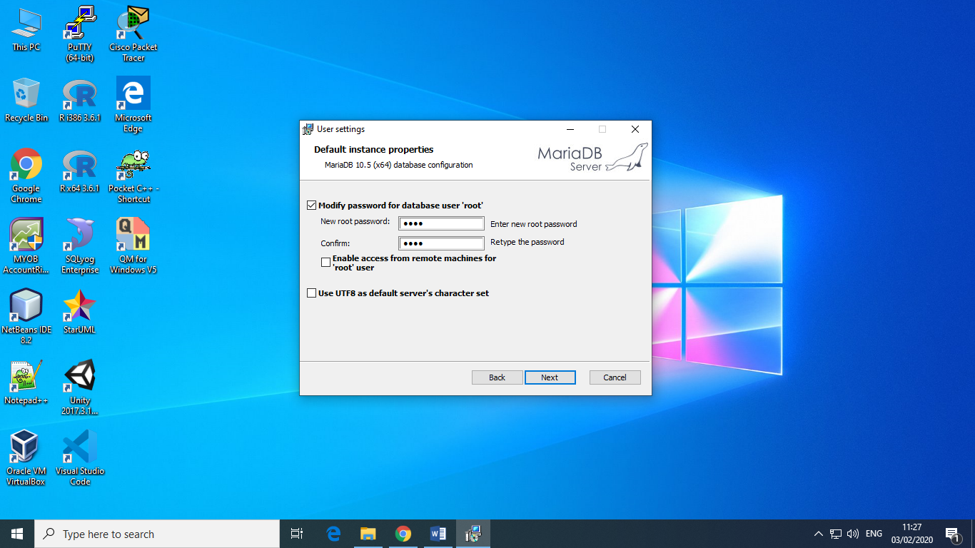 This PC
PuTTY
(64-bit)
Cisco Packet
Tracer
Recycle Bin
R i386 3.6.1
Microsoft
Edge
Google
Chrome
R x64 3.6.1
Pocket C++ -
Shortcut
MYOB
AccountRi...
SQLyog
Enterprise
QM for
Windows V5
NetBeans IDE
8.2
StarUML
Notepad++
Unity
2017.3.1...
Oracle VM
VirtualBox
Visual Studio
Code
User settings
Default instance properties
MariaDB 10.5 (x64) database configuration
MariaDB
Server
Modify password for database user 'root'
New root password: •••• Enter new root password
Confirm: •••• Retype the password
Enable access from remote machines for
'root' user
Use UTF8 as default server's character set
Back Next Cancel
Type here to search
ENG
11:27
03/02/2020
1